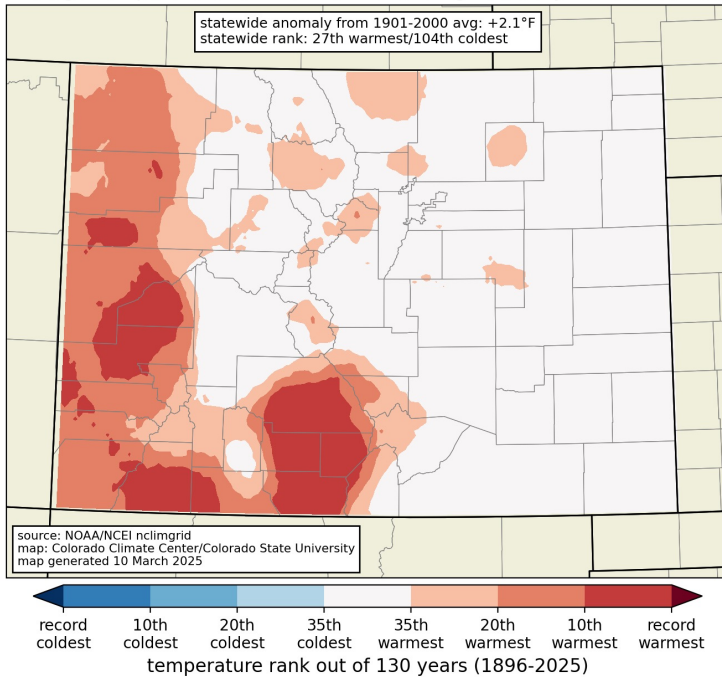 statewide anomaly from 1901-2000 avg: +2.1°F
statewide rank: 27th warmest/104th coldest
source: NOAA/NCEI nclimgrid
map: Colorado Climate Center/Colorado State University
map generated 10 March 2025
record coldest
10th coldest
20th coldest
35th coldest
35th warmest
20th warmest
10th warmest
record warmest
temperature rank out of 130 years (1896-2025)